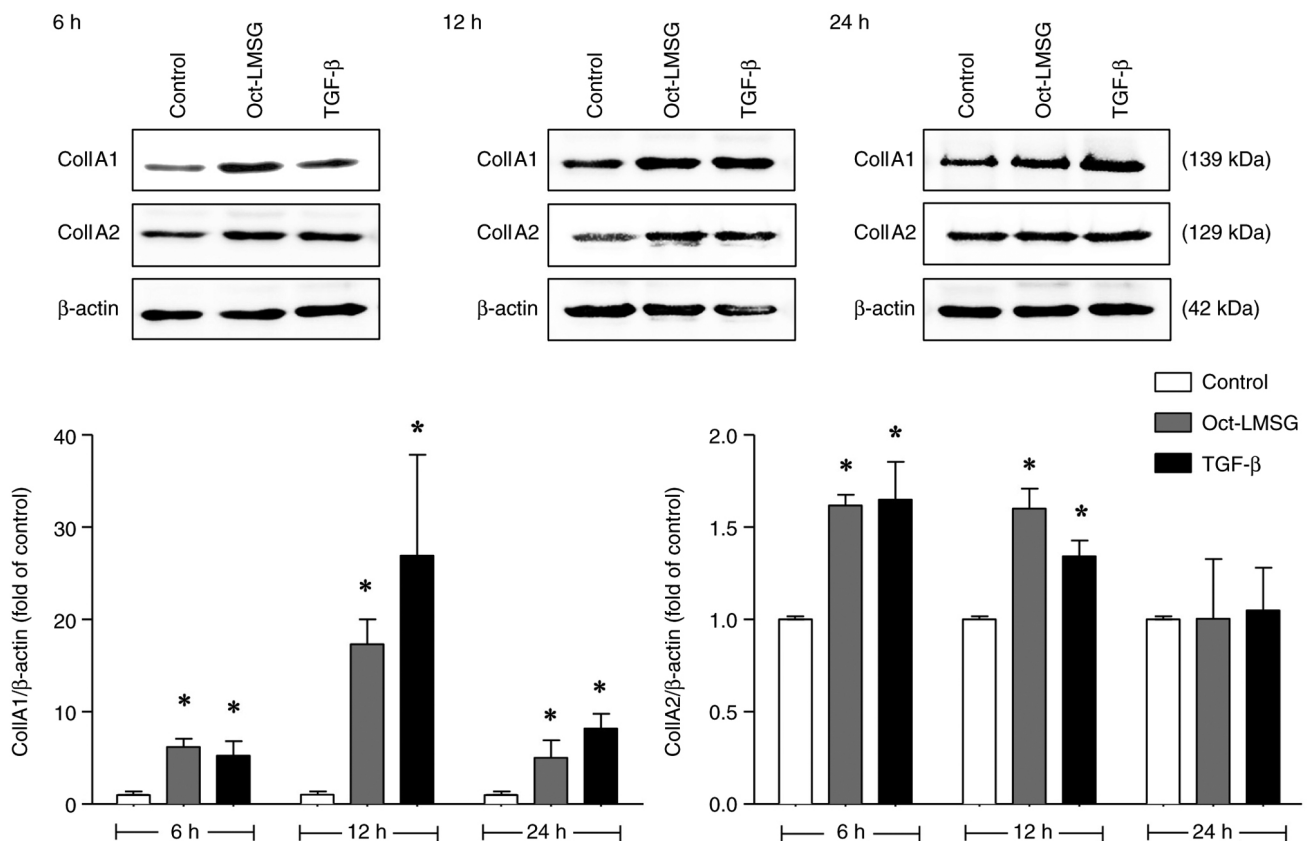 6 h
12 h
24 h
Control
Oct-LMSG
TGF-β
Control
Oct-LMSG
TGF-β
Control
Oct-LMSG
TGF-β
CollA1
CollA1
CollA1
(139 kDa)
CollA2
CollA2
CollA2
(129 kDa)
β-actin
β-actin
β-actin
(42 kDa)
Control
Oct-LMSG
TGF-β
CollA1/β-actin (fold of control)
40
30
20
10
0
*
*
*
*
*
*
6 h
12 h
24 h
CollA2/β-actin (fold of control)
2.0
1.5
1.0
0.5
0.0
*
*
*
*
6 h
12 h
24 h